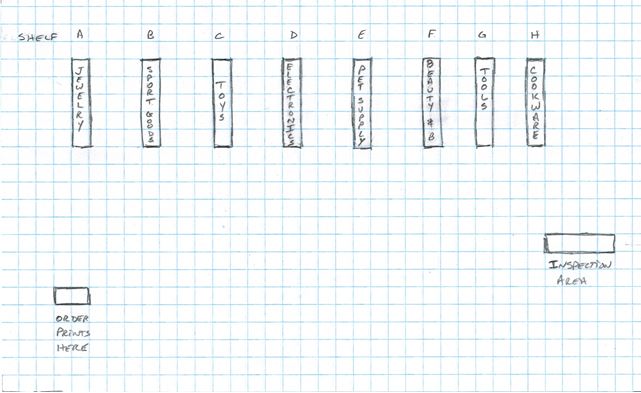 SHELF A B C D E F G H
JEWELRY
SPORT GOODS
TOYS
ELECTRONICS
PET SUPPLY
BEAUTY # B
TOOLS
COOKWARE
INSPECTION
AREA
ORDER
PRINTS
HERE